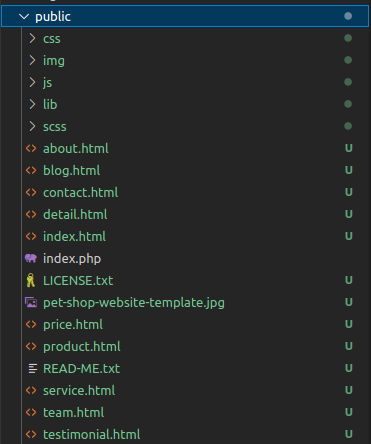 public
css
img
js
lib
scss
about.html U
blog.html U
contact.html U
detail.html U
index.html U
index.php
LICENSE.txt U
pet-shop-website-template.jpg U
price.html U
product.html U
READ-ME.txt U
service.html U
team.html U
testimonial.html U